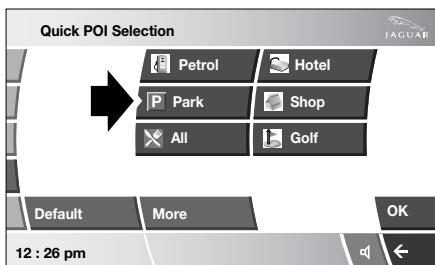 Quick POI Selection
JAGUAR
Petrol
Hotel
P Park
Shop
All
Golf
Default
More
OK
12 : 26 pm